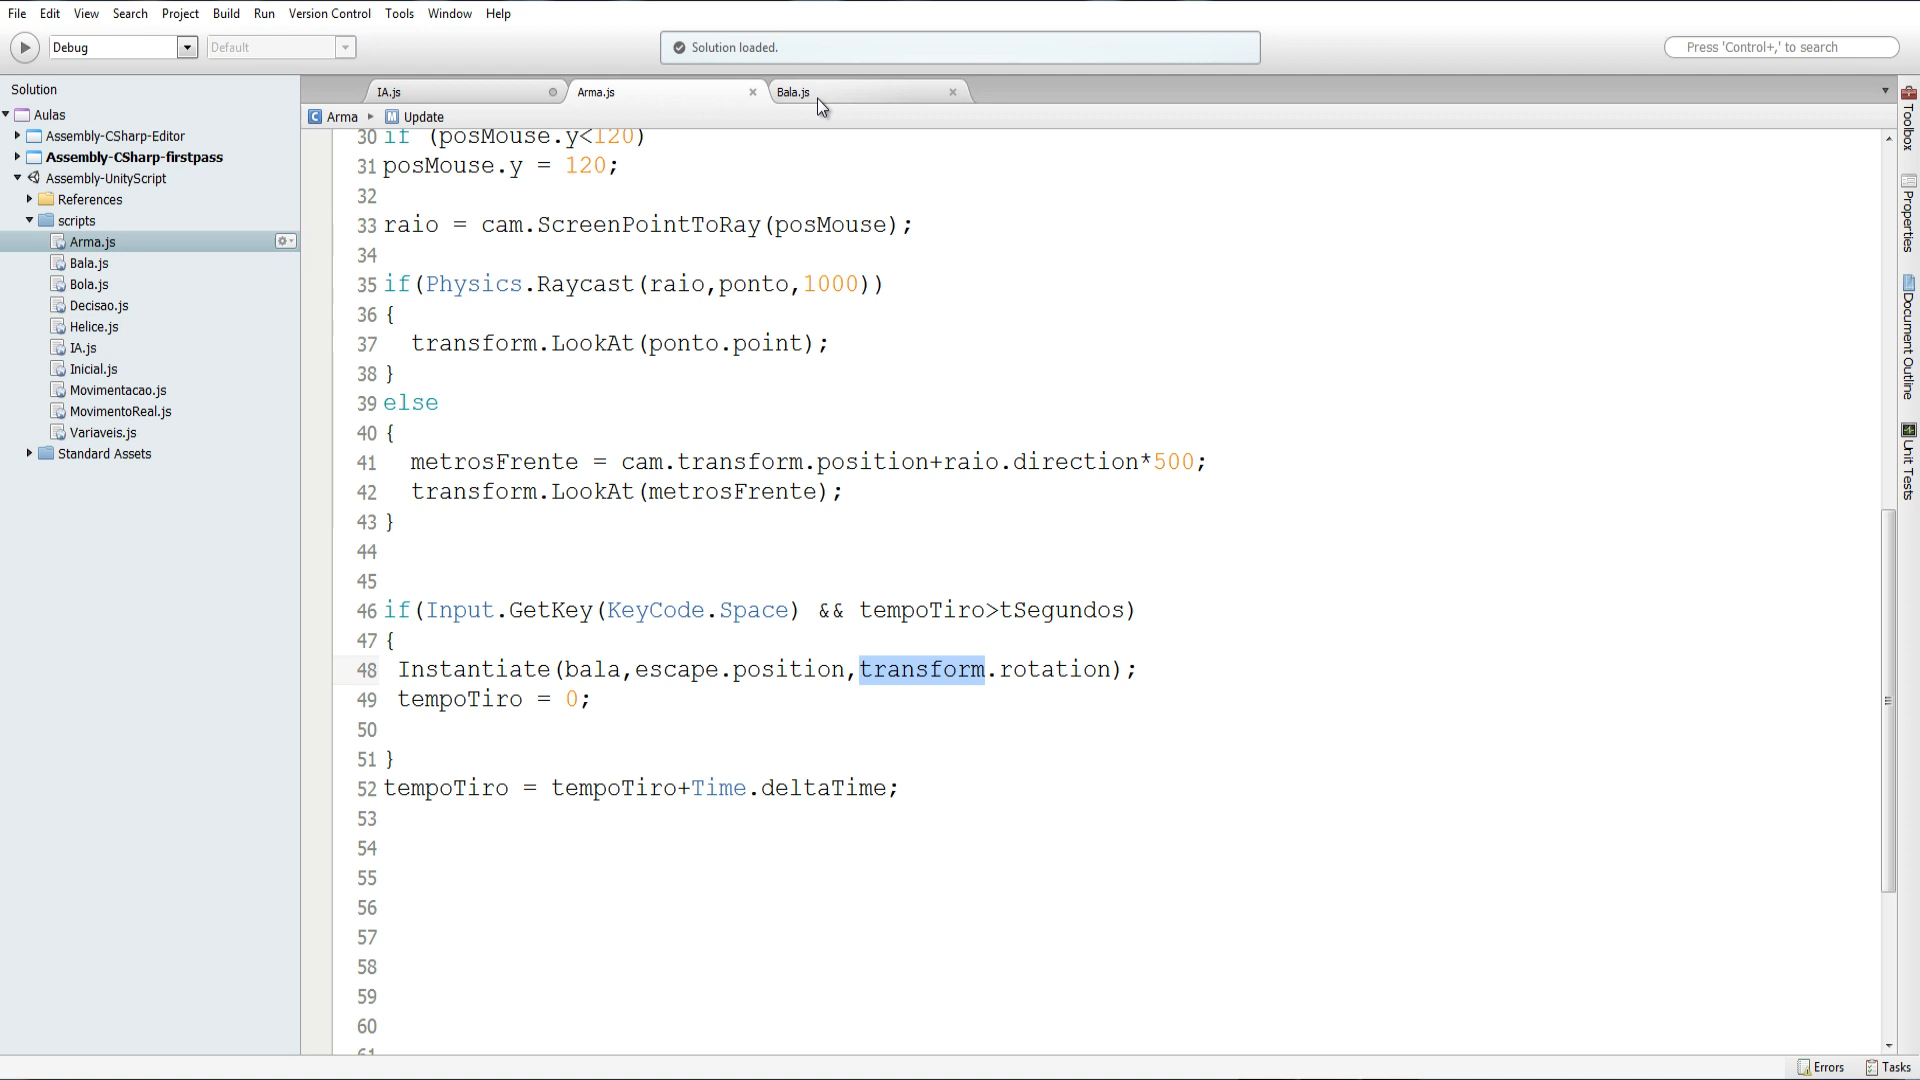 File Edit View Search Project Build Run Version Control Tools Window Help
Debug Default Solution loaded. Press 'Control+,' to search
Solution
Aulas
Assembly-CSharp-Editor
Assembly-CSharp-firstpass
Assembly-UnityScript
References
scripts
Arma.js
Bala.js
Bola.js
Decisao.js
Helice.js
IA.js
Inicial.js
Movimentacao.js
MovimentoReal.js
Variaveis.js
Standard Assets
IA.js Arma.js Bala.js
Arma Update
30 if (posMouse.y<120)
31 posMouse.y = 120;
32
33 raio = cam.ScreenPointToRay(posMouse);
34
35 if(Physics.Raycast(raio,ponto,1000))
36 {
37 transform.LookAt(ponto.point);
38 }
39 else
40 {
41 metrosFrente = cam.transform.position+raio.direction*500;
42 transform.LookAt(metrosFrente);
43 }
44
45
46 if(Input.GetKey(KeyCode.Space) && tempoTiro>tSegundos)
47 {
48 Instantiate(bala,escape.position,transform.rotation);
49 tempoTiro = 0;
50
51 }
52 tempoTiro = tempoTiro+Time.deltaTime;
53
54
55
56
57
58
59
60
61
Toolbox
Properties
Document Outline
Unit Tests
Errors Tasks